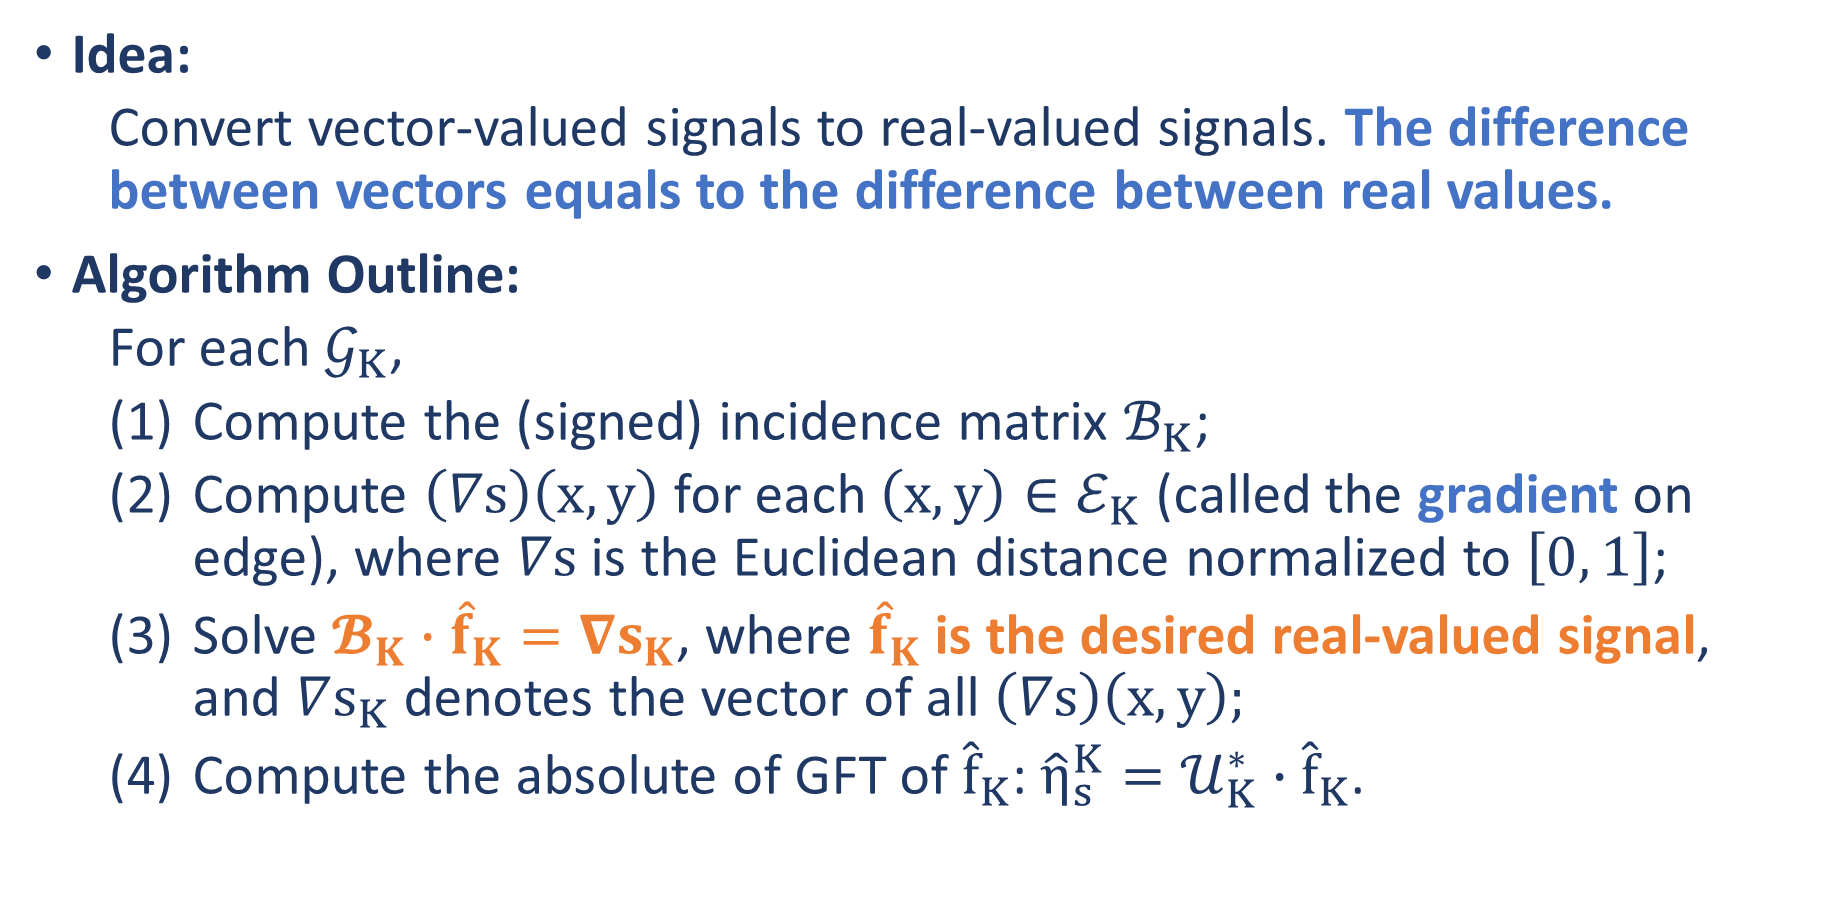 • Idea:
Convert vector-valued signals to real-valued signals. The difference
between vectors equals to the difference between real values.
• Algorithm Outline:
For each 𝒢_K,
(1) Compute the (signed) incidence matrix ℬ_K;
(2) Compute (∇s)(x, y) for each (x, y) ∈ ℰ_K (called the gradient on
edge), where ∇s is the Euclidean distance normalized to [0, 1];
(3) Solve ℬ_K · f̂_K = ∇s_K, where f̂_K is the desired real-valued signal,
and ∇s_K denotes the vector of all (∇s)(x, y);
(4) Compute the absolute of GFT of f̂_K: η̂_s^K = 𝒰_K^* · f̂_K.